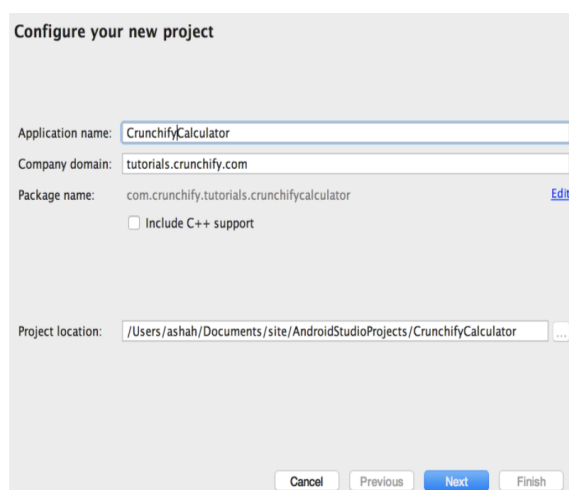 Configure your new project
Application name: CrunchifyCalculator
Company domain: tutorials.crunchify.com
Package name: com.crunchify.tutorials.crunchifycalculator Edit
Include C++ support
Project location: /Users/ashah/Documents/site/AndroidStudioProjects/CrunchifyCalculator ...
Cancel Previous Next Finish